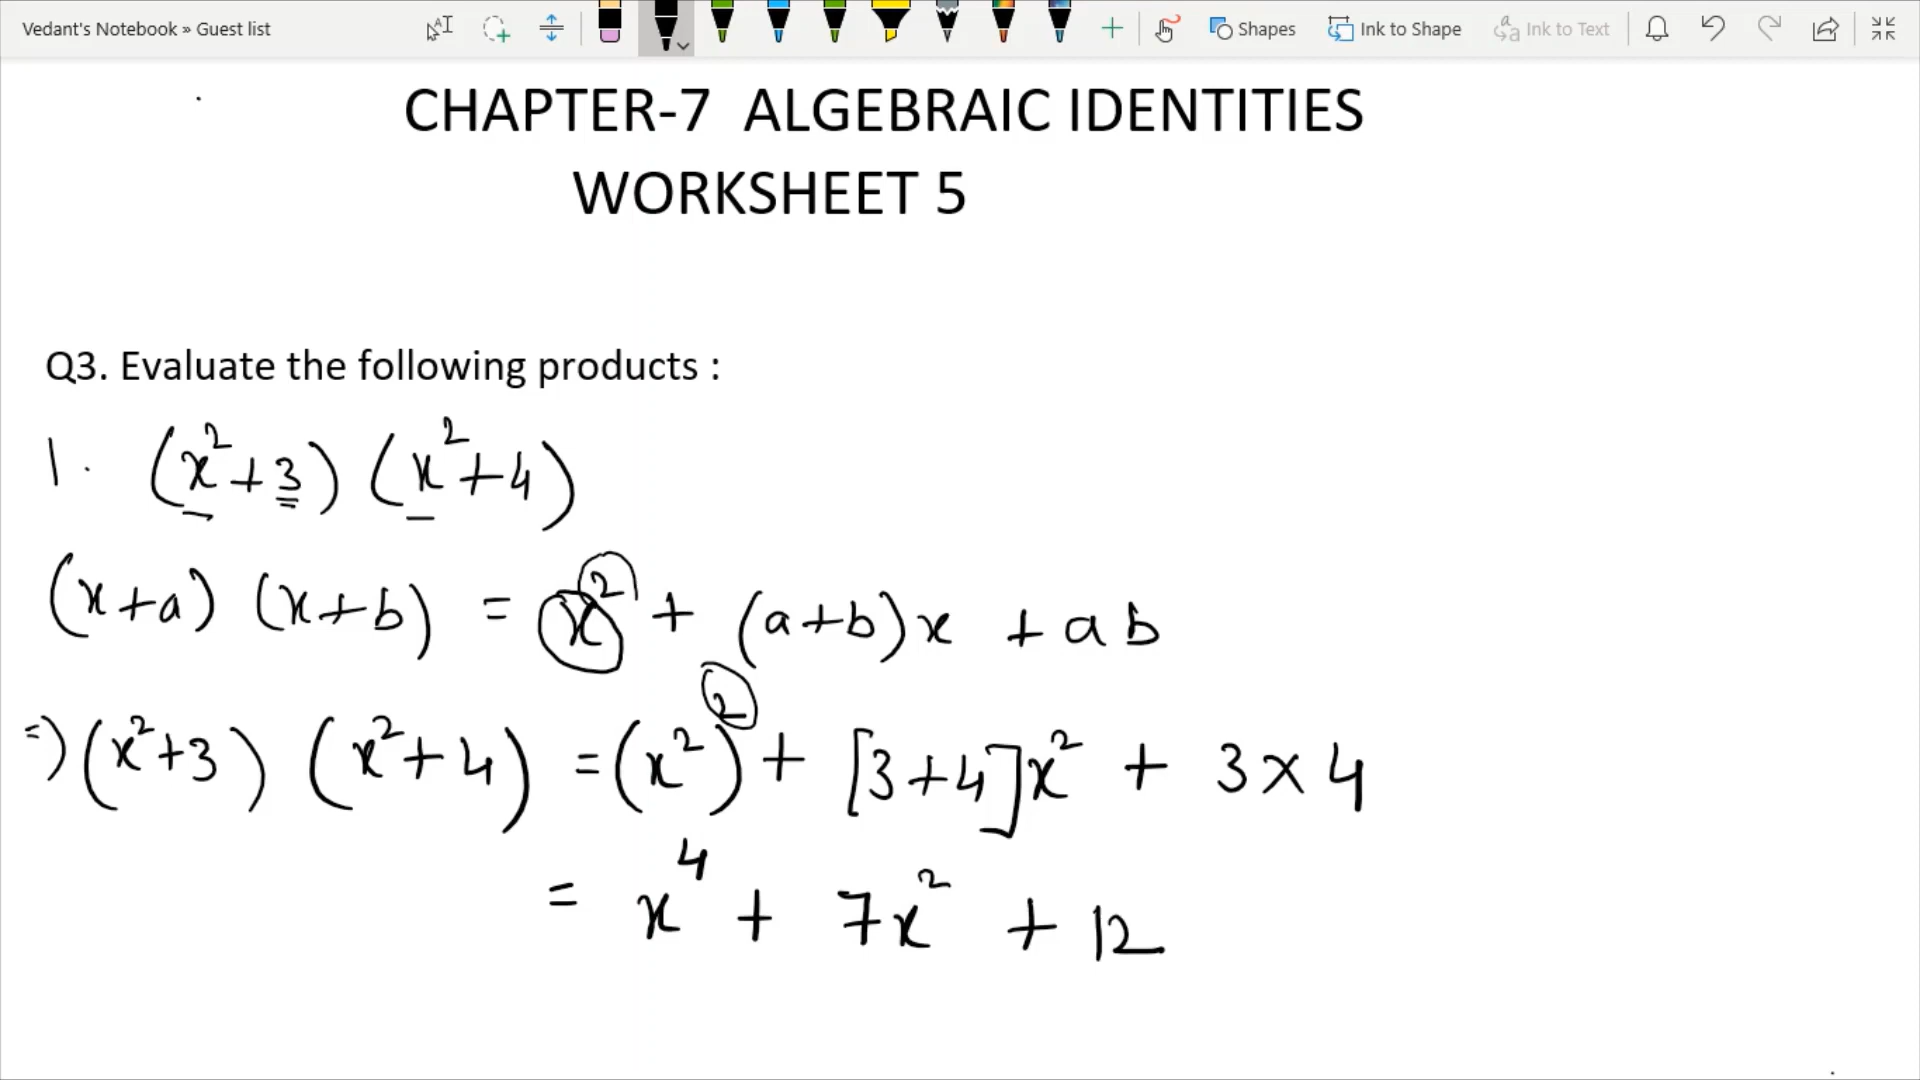 Vedant's Notebook » Guest list
Shapes
Ink to Shape
Ink to Text
CHAPTER-7 ALGEBRAIC IDENTITIES
WORKSHEET 5
Q3. Evaluate the following products :
1. (x²+3) (x²+4)
(x+a) (x+b) = x² + (a+b)x + ab
=) (x²+3) (x²+4) = (x²)² + [3+4]x² + 3×4
= x⁴ + 7x² + 12